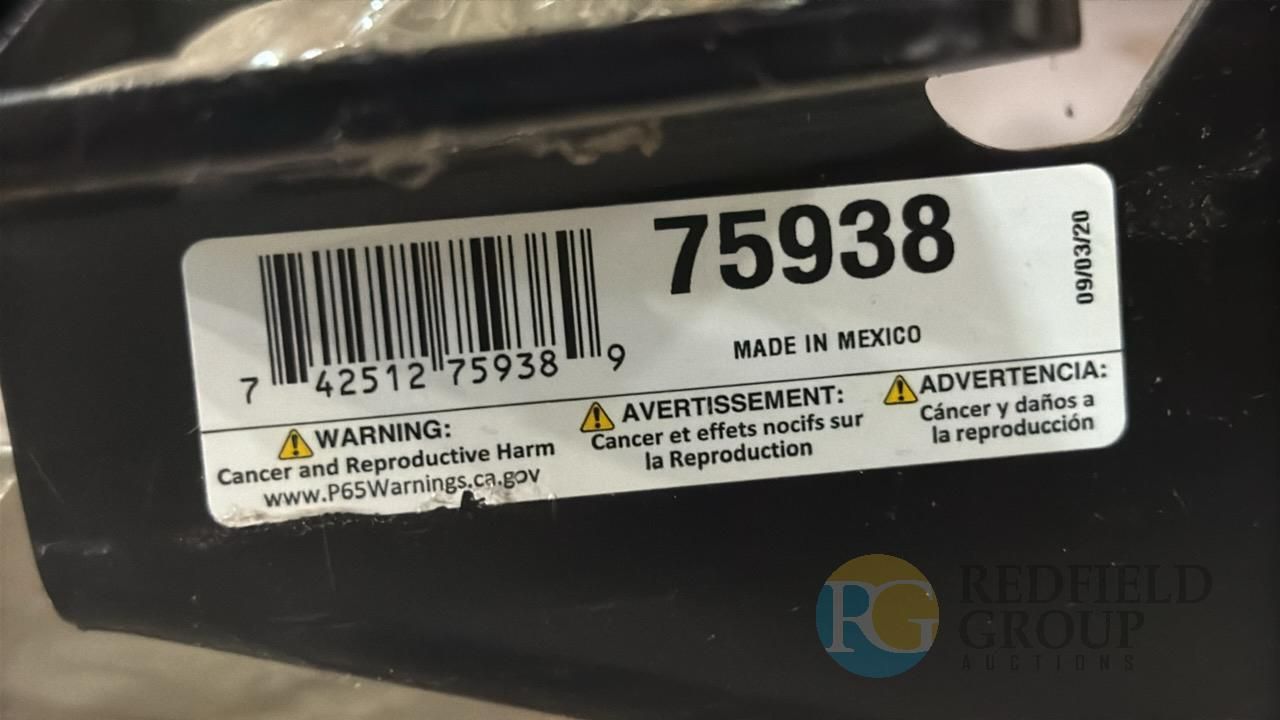 75938
09/03/20
7 42512 75938 9
MADE IN MEXICO
WARNING:
Cancer and Reproductive Harm
www.P65Warnings.ca.gov
AVERTISSEMENT:
Cancer et effets nocifs sur
la Reproduction
ADVERTENCIA:
Cáncer y daños a
la reproducción
RG
REDFIELD
GROUP
AUCTIONS